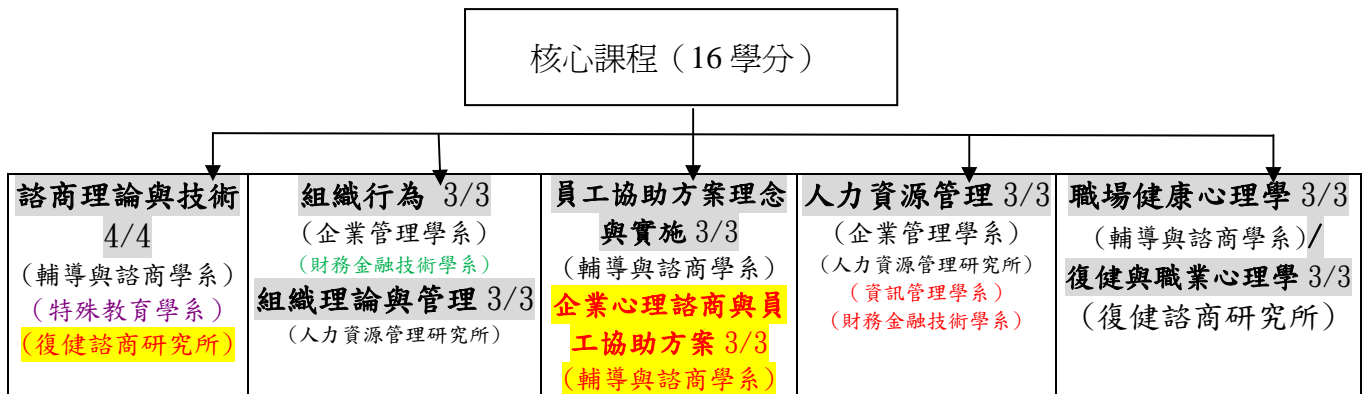 核心課程（16 學分）
諮商理論與技術
4/4
（輔導與諮商學系）
（特殊教育學系）
（復健諮商研究所）
組織行為 3/3
（企業管理學系）
（財務金融技術學系）
組織理論與管理 3/3
（人力資源管理研究所）
員工協助方案理念
與實施 3/3
（輔導與諮商學系）
企業心理諮商與員
工協助方案 3/3
（輔導與諮商學系）
人力資源管理 3/3
（企業管理學系）
（人力資源管理研究所）
（資訊管理學系）
（財務金融技術學系）
職場健康心理學 3/3
（輔導與諮商學系）/
復健與職業心理學 3/3
（復健諮商研究所）